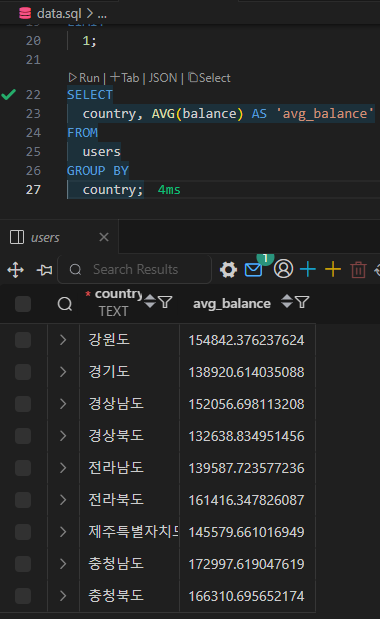 data.sql > ...
20 1;
21
Run | +Tab | JSON | Select
22 SELECT
23 country, AVG(balance) AS 'avg_balance'
24 FROM
25 users
26 GROUP BY
27 country; 4ms
users
Search Results
1
* country
TEXT
avg_balance
강원도 154842.376237624
경기도 138920.614035088
경상남도 152056.698113208
경상북도 132638.834951456
전라남도 139587.723577236
전라북도 161416.347826087
제주특별자치도 145579.661016949
충청남도 172997.619047619
충청북도 166310.695652174